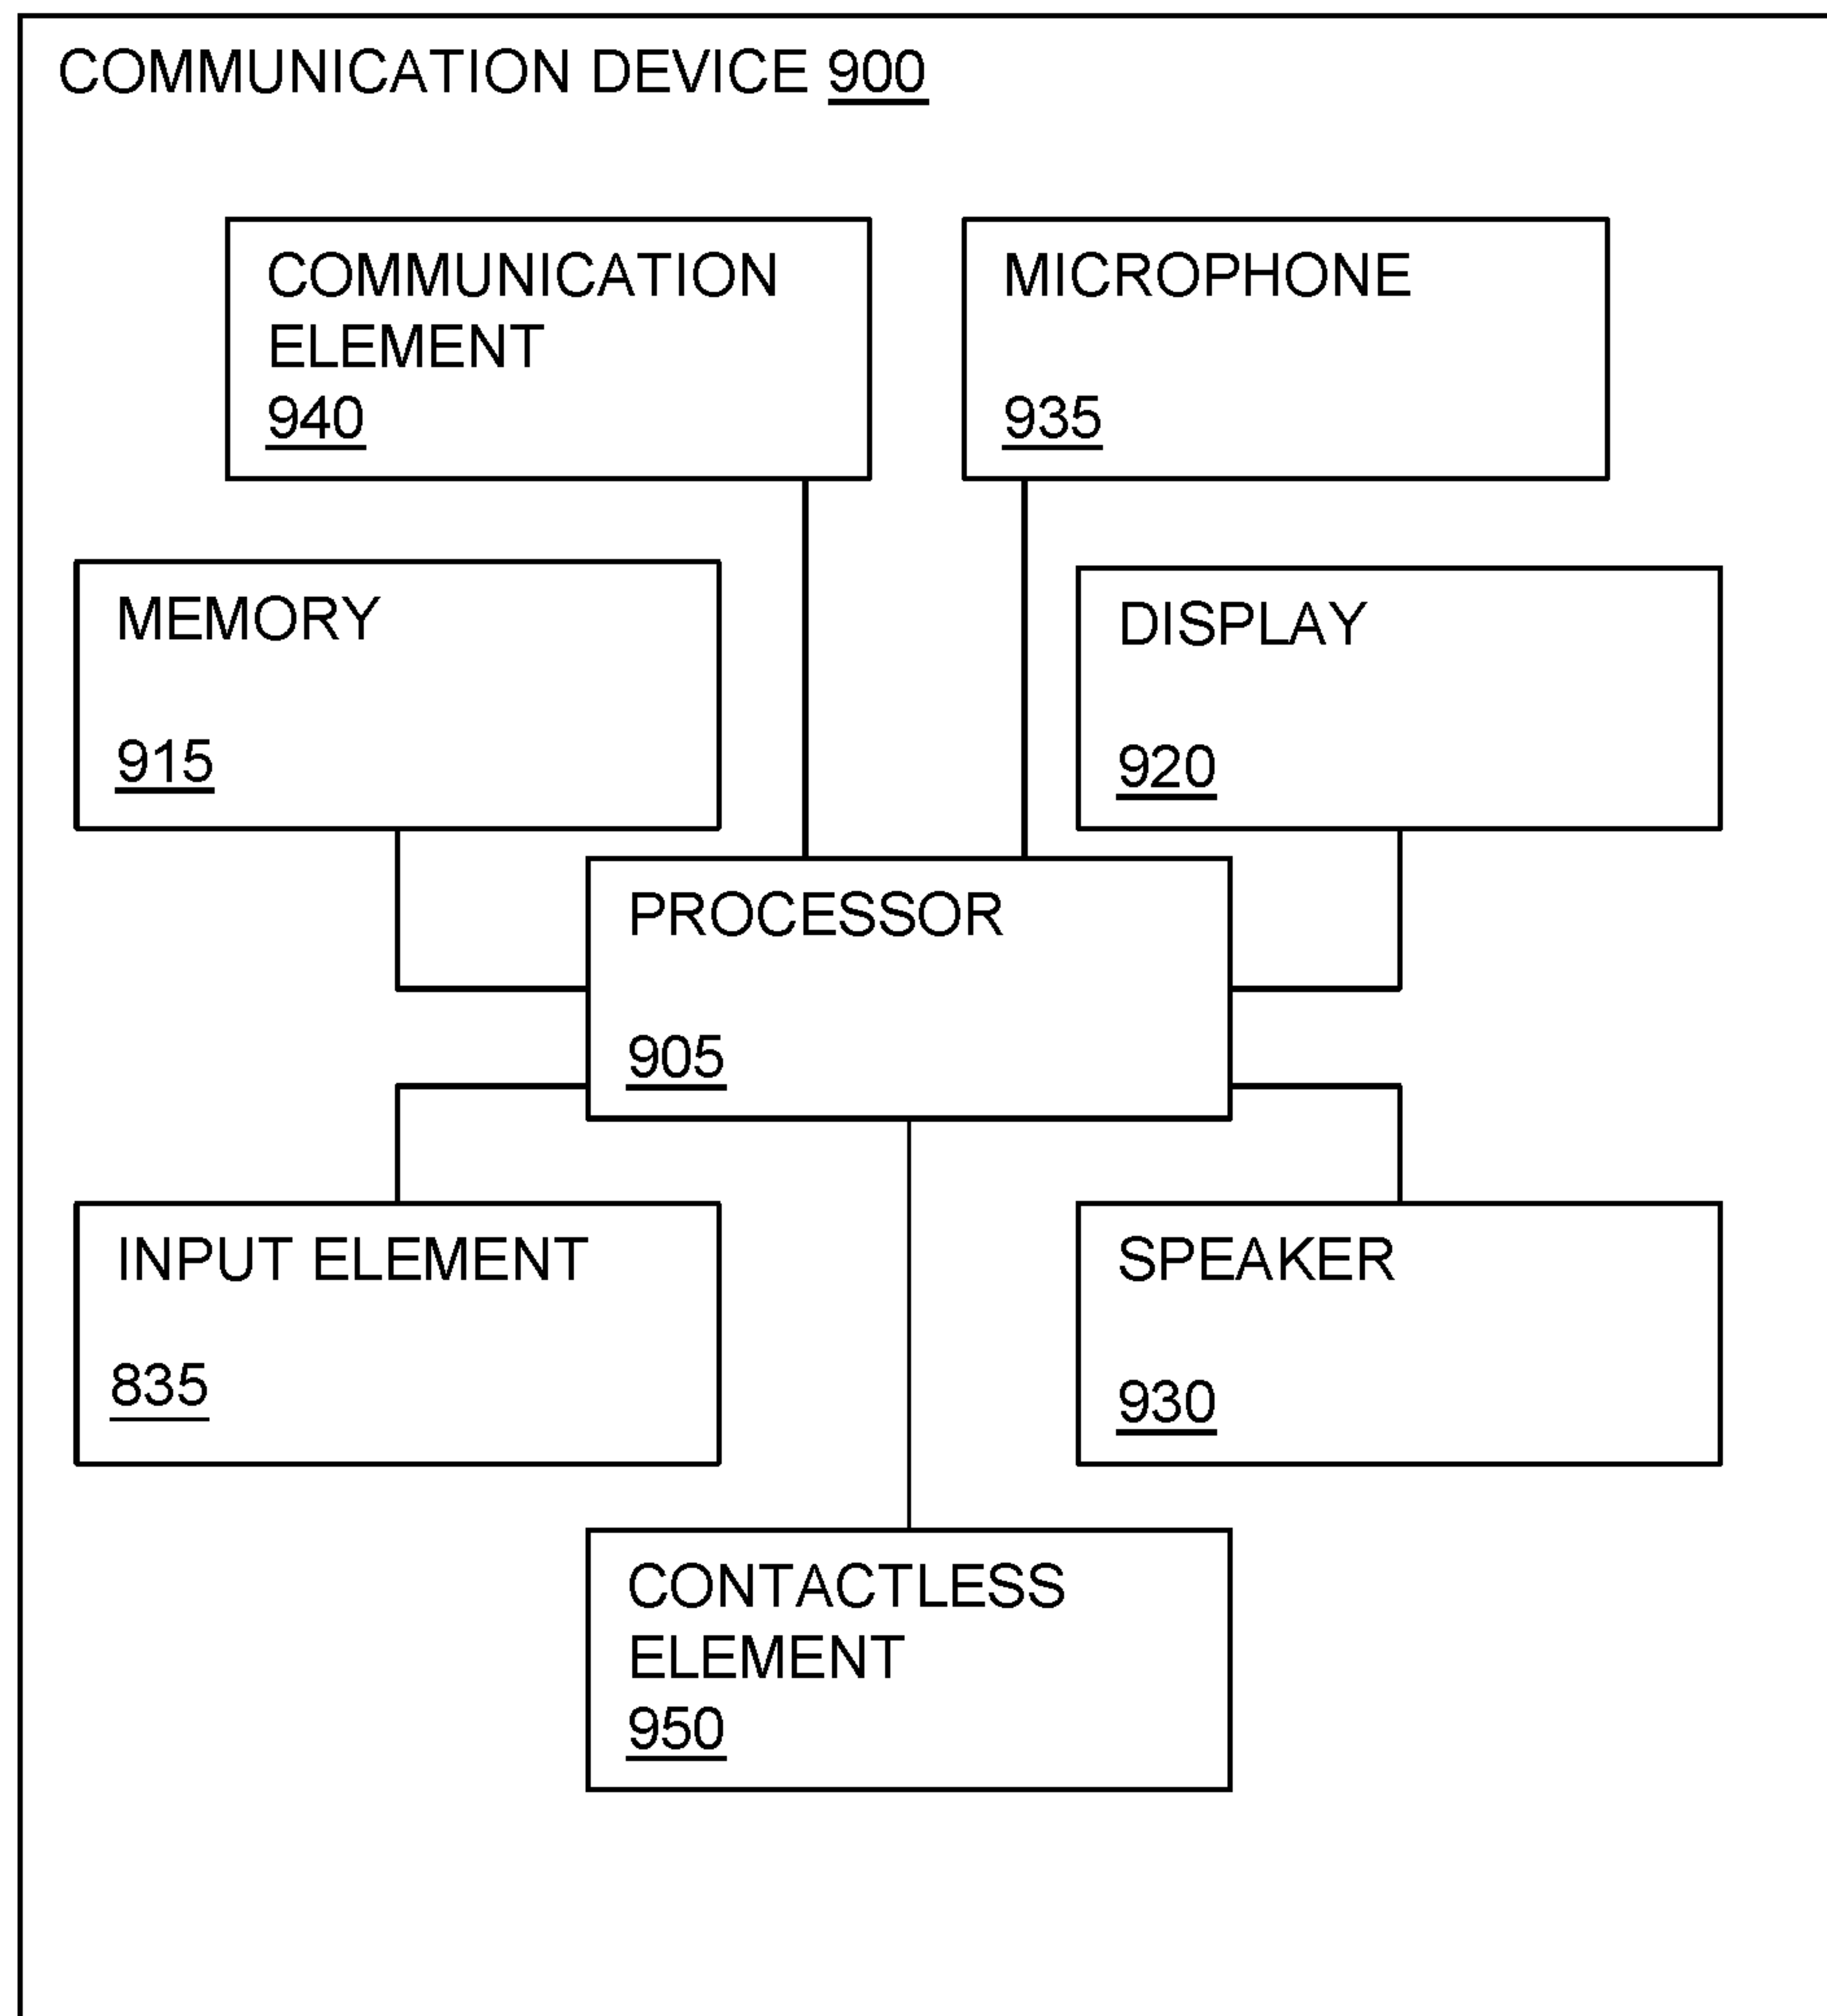 COMMUNICATION DEVICE 900
COMMUNICATION
ELEMENT
940
MICROPHONE
935
MEMORY
915
DISPLAY
920
PROCESSOR
905
INPUT ELEMENT
835
SPEAKER
930
CONTACTLESS
ELEMENT
950